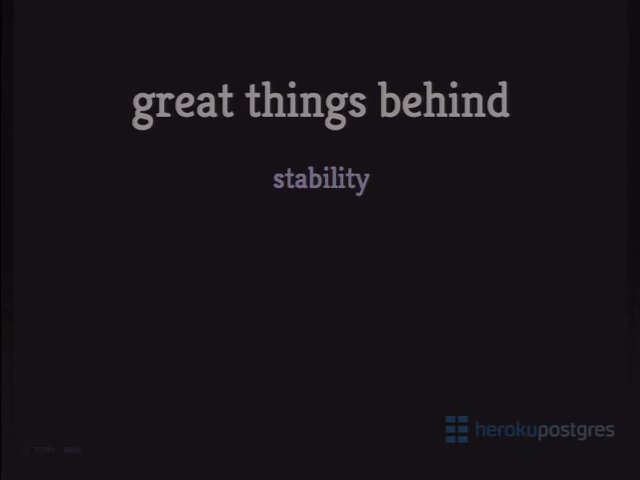 great things behind
stability
herokupostgres